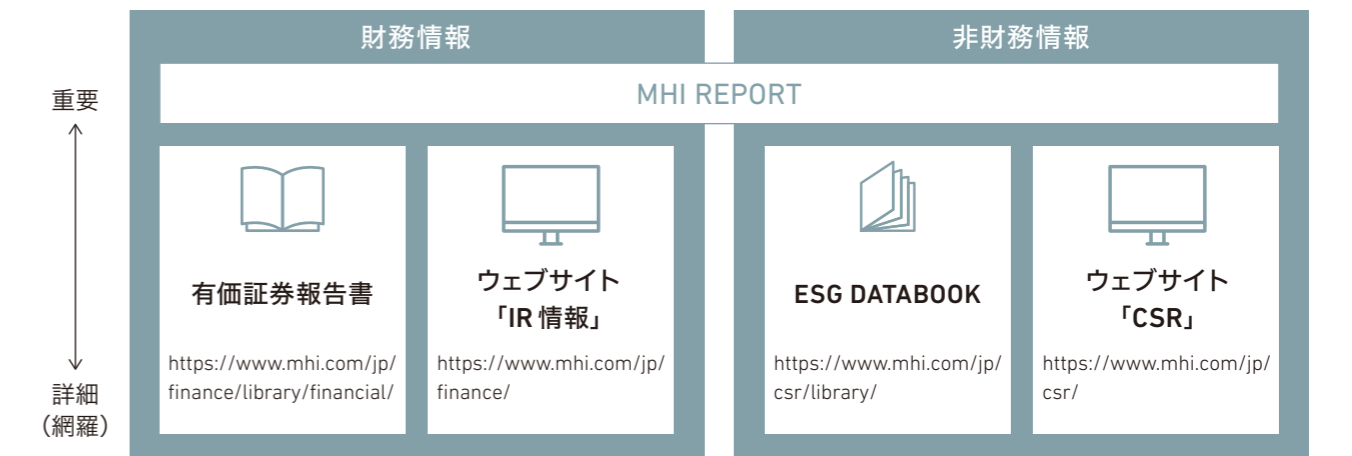 財務情報
非財務情報
MHI REPORT
重要
詳細
（網羅）
有価証券報告書
https://www.mhi.com/jp/
finance/library/financial/
ウェブサイト
「IR 情報」
https://www.mhi.com/jp/
finance/
ESG DATABOOK
https://www.mhi.com/jp/
csr/library/
ウェブサイト
「CSR」
https://www.mhi.com/jp/
csr/